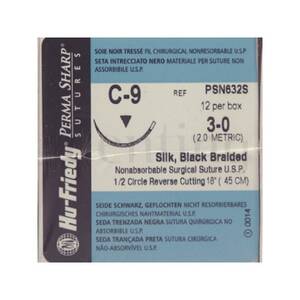 SOIE NOIR TRESSÉ Fil CHIRURGICAL NONRESORBABLE U.S.P.
SETA INTRECCIATO NERO MATERIALE PER SUTURE NON
ASSORBIBILE U.S.P.
C-9
REF
PSN632S
12 per box
3-0
(2.0 METRIC)
Silk, Black Braided
Nonabsorbable Surgical Suture U.S.P.
1/2 Circle Reverse Cutting 18" ( 45 CM)
SEIDE SCHWARZ, GEFLOCHTEN NICHT RESORBIERBARES
CHIRURGISCHES NAHTMATERIAL U.S.P.
SEDA TRENZADA NEGRA SUTURA QUIRURGICA NO
ABSORBIBLE U.S.P.
SEDA TRANÇADA PRETA SUTURA CIRÚRGICA
NÃO-ABSORVÍVEL U.S.P.
Hu-Friedy
PERMA SHARP
SUTURES
0014